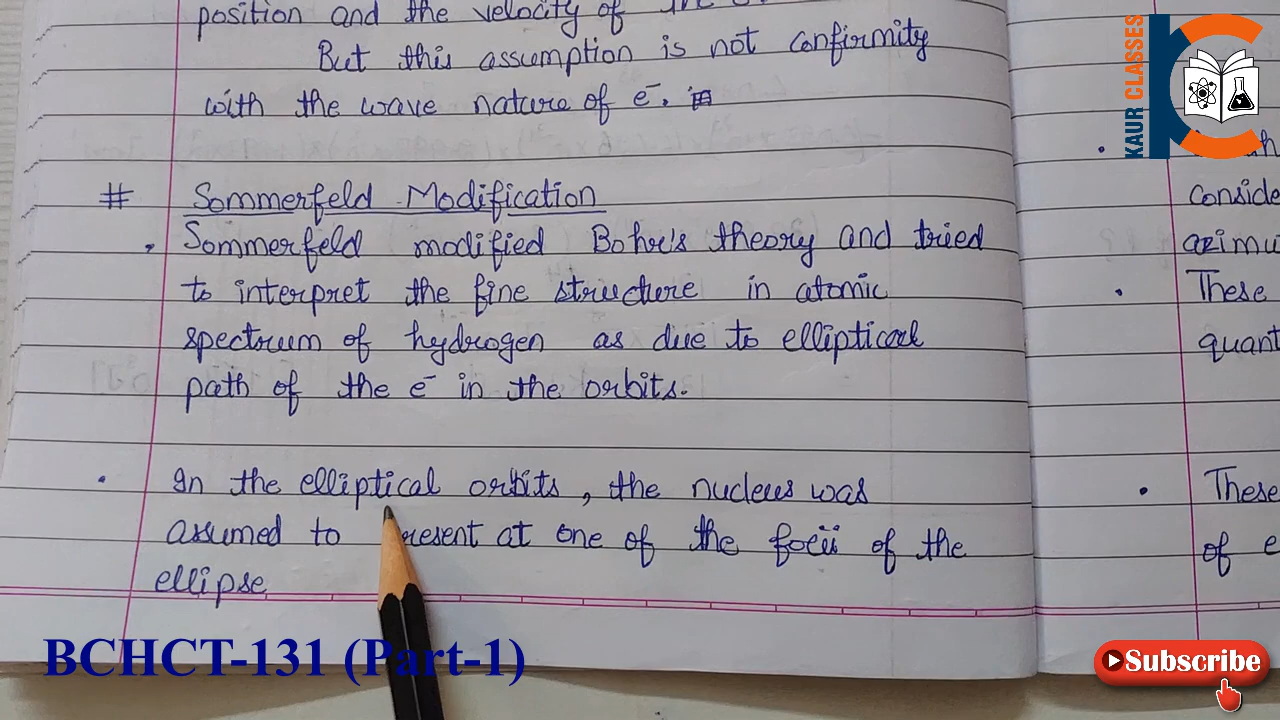 position and the velocity of the
But this assumption is not confirmity
with the wave nature of e⁻.
# Sommerfeld Modification
Sommerfeld modified Bohr's theory and tried
to interpret the fine structure in atomic
spectrum of hydrogen as due to elliptical
path of the e⁻ in the orbits.
• In the elliptical orbits, the nucleus was
assumed to present at one of the focii of the
ellipse
BCHCT-131 (Part-1)
KAUR CLASSES
Conside
azimu
• These
quant
• These
of e
Subscribe